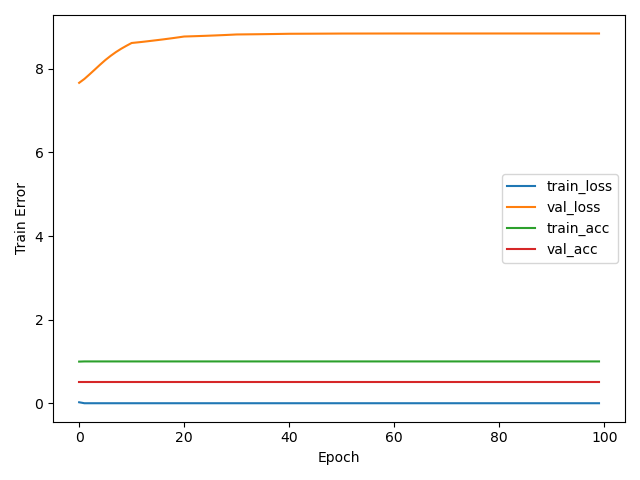 8
6
4
2
0
Train Error
train_loss
val_loss
train_acc
val_acc
0 20 40 60 80 100
Epoch